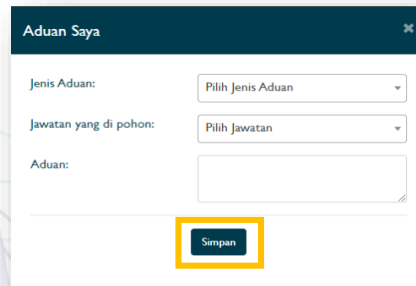 Aduan Saya
Jenis Aduan: Pilih Jenis Aduan
Jawatan yang di pohon: Pilih Jawatan
Aduan:
Simpan